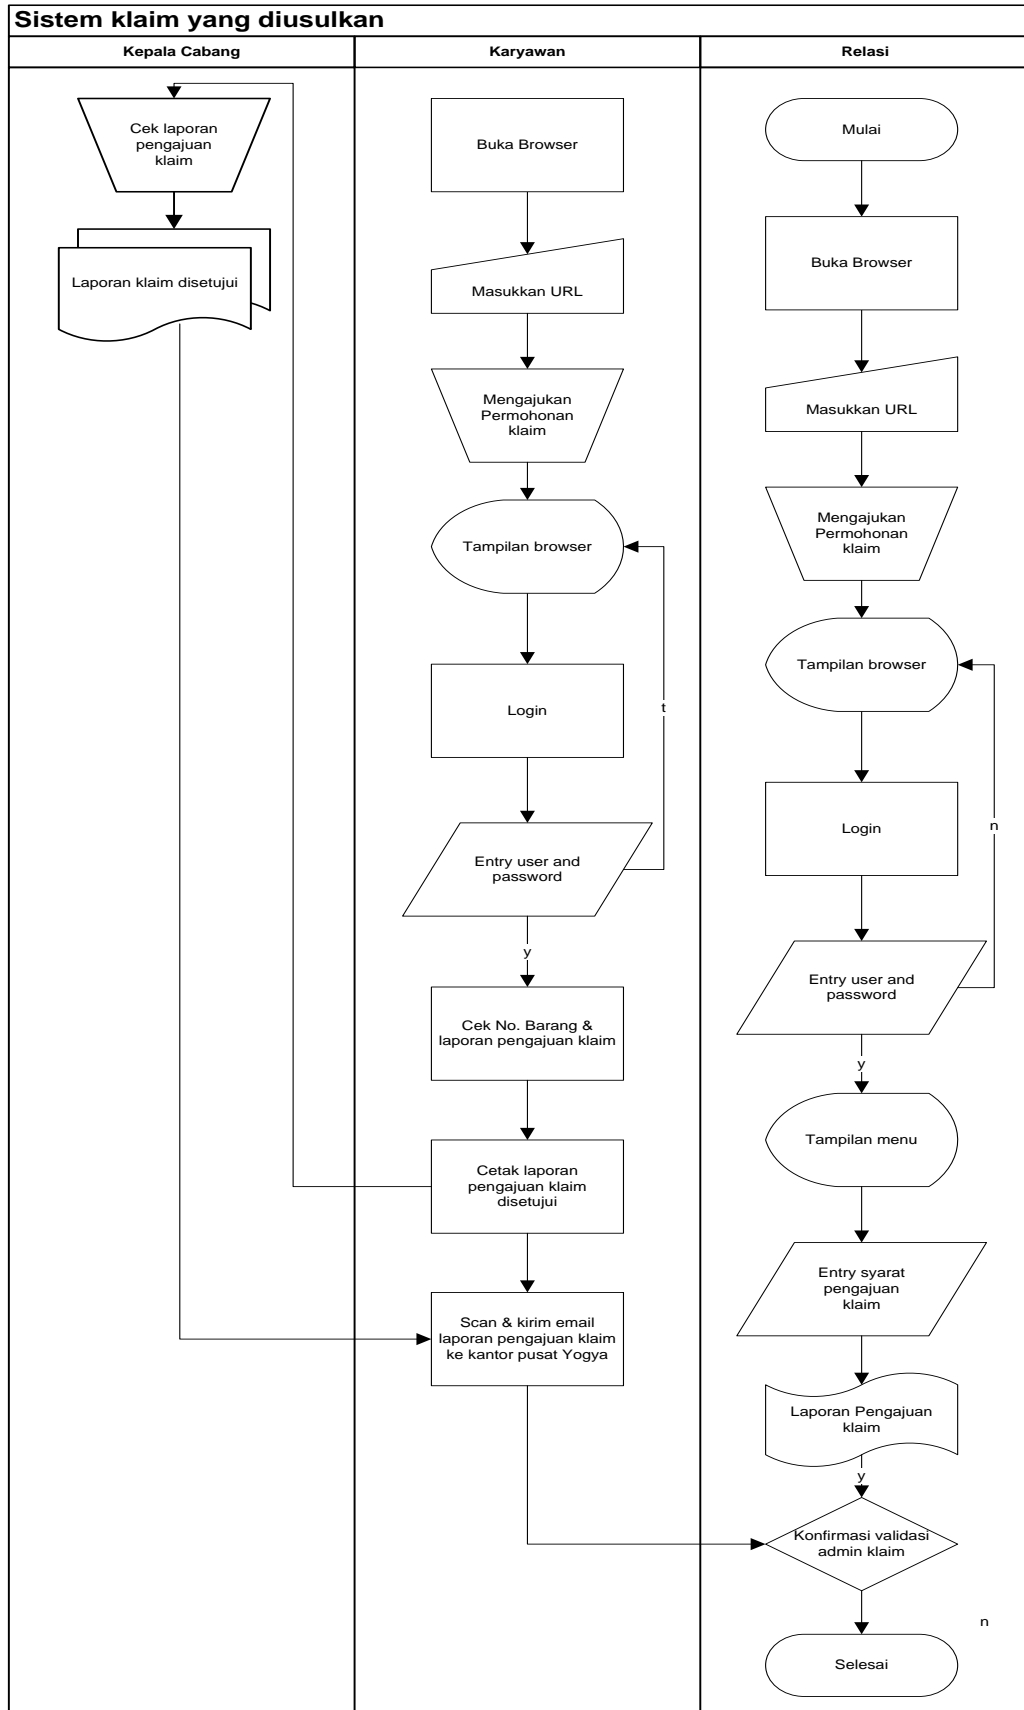 Sistem klaim yang diusulkan
Kepala Cabang
Karyawan
Relasi
Cek laporan
pengajuan
klaim
Laporan klaim disetujui
Buka Browser
Masukkan URL
Mengajukan
Permohonan
klaim
Tampilan browser
Login
t
Entry user and
password
y
Cek No. Barang &
laporan pengajuan klaim
Cetak laporan
pengajuan klaim
disetujui
Scan & kirim email
laporan pengajuan klaim
ke kantor pusat Yogya
Mulai
Buka Browser
Masukkan URL
Mengajukan
Permohonan
klaim
Tampilan browser
Login
n
Entry user and
password
y
Tampilan menu
Entry syarat
pengajuan
klaim
Laporan Pengajuan
klaim
y
Konfirmasi validasi
admin klaim
n
Selesai